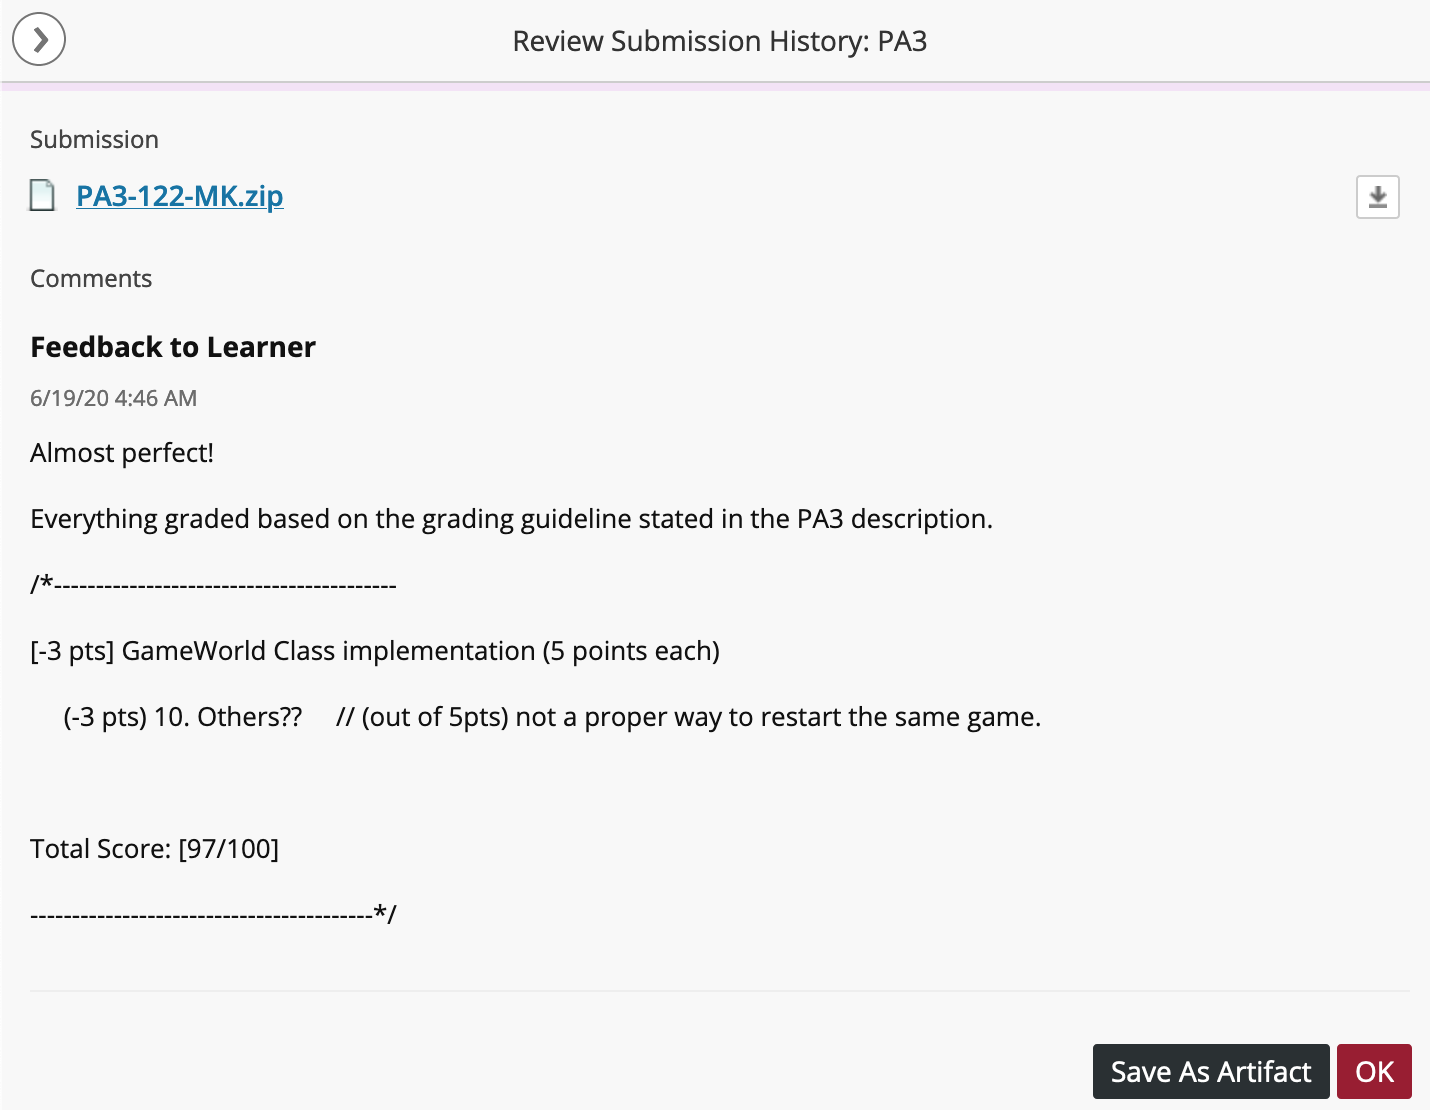 Review Submission History: PA3
Submission
PA3-122-MK.zip
Comments
Feedback to Learner
6/19/20 4:46 AM
Almost perfect!
Everything graded based on the grading guideline stated in the PA3 description.
/*-----------------------------------------
[-3 pts] GameWorld Class implementation (5 points each)
(-3 pts) 10. Others??     // (out of 5pts) not a proper way to restart the same game.
Total Score: [97/100]
-----------------------------------------*/
Save As Artifact
OK